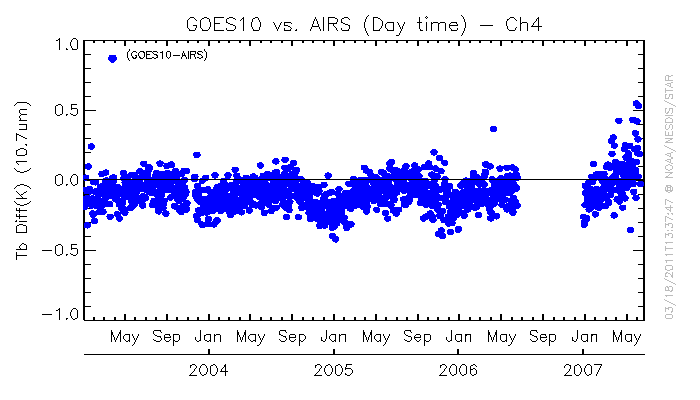 GOES10 vs. AIRS (Day time) − Ch4
(GOES10−AIRS)
Tb Diff(K) (10.7um)
1.0
0.5
0.0
−0.5
−1.0
May Sep Jan May Sep Jan May Sep Jan May Sep Jan May
2004 2005 2006 2007
03/18/2011T13:37:47 @ NOAA/NESDIS/STAR